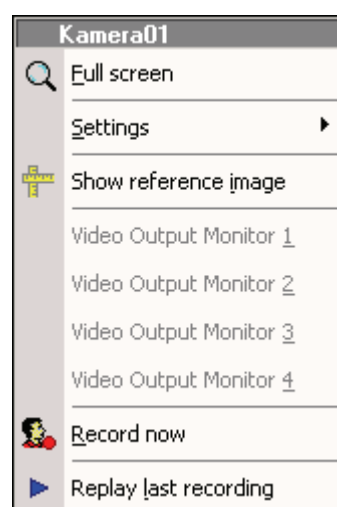 Kamera01
Full screen
Settings
Show reference image
Video Output Monitor 1
Video Output Monitor 2
Video Output Monitor 3
Video Output Monitor 4
Record now
Replay last recording